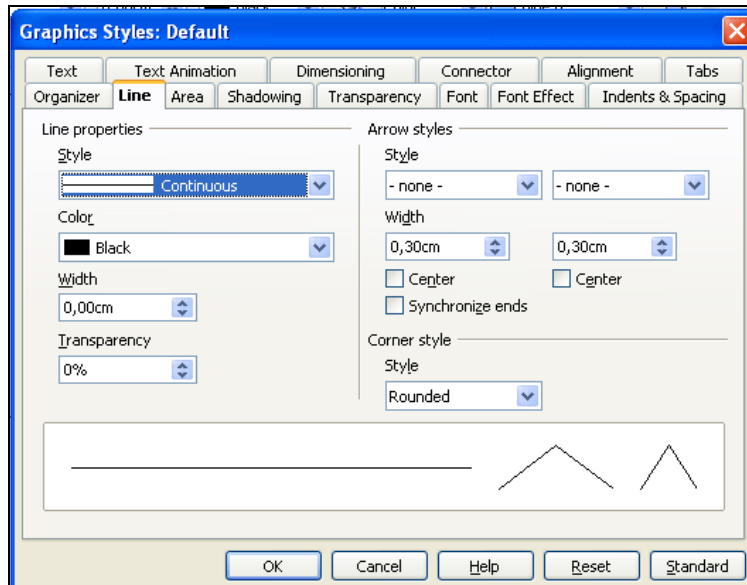 Graphics Styles: Default
Text Text Animation Dimensioning Connector Alignment Tabs
Organizer Line Area Shadowing Transparency Font Font Effect Indents & Spacing
Line properties
Style
Continuous
Color
Black
Width
0,00cm
Transparency
0%
Arrow styles
Style
- none - - none -
Width
0,30cm 0,30cm
Center Center
Synchronize ends
Corner style
Style
Rounded
OK Cancel Help Reset Standard